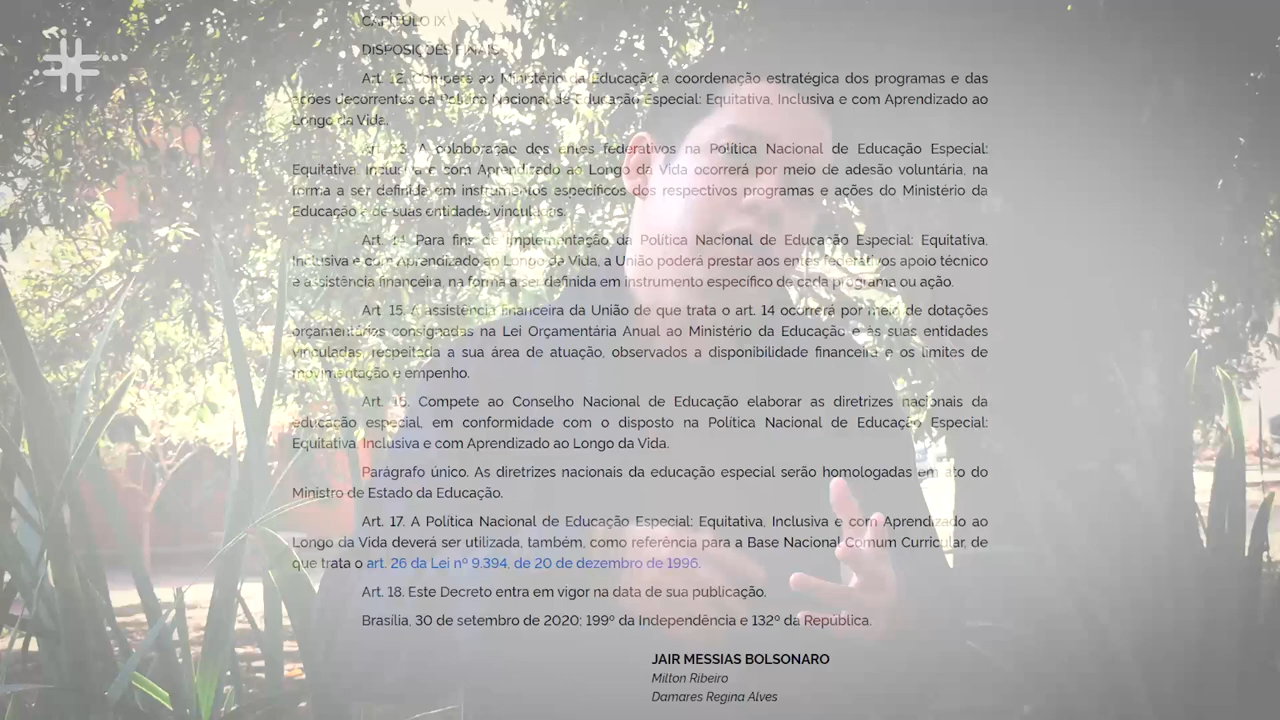 CAPÍTULO IX
DISPOSIÇÕES FINAIS
Art. 12. Compete ao Ministério da Educação a coordenação estratégica dos programas e das
ações decorrentes da Política Nacional de Educação Especial: Equitativa, Inclusiva e com Aprendizado ao
Longo da Vida.
Art. 13. A colaboração dos entes federativos na Política Nacional de Educação Especial:
Equitativa, Inclusiva e com Aprendizado ao Longo da Vida ocorrerá por meio de adesão voluntária, na
forma a ser definida em instrumentos específicos dos respectivos programas e ações do Ministério da
Educação e de suas entidades vinculadas.
Art. 14. Para fins de implementação da Política Nacional de Educação Especial: Equitativa,
Inclusiva e com Aprendizado ao Longo da Vida, a União poderá prestar aos entes federativos apoio técnico
e assistência financeira, na forma a ser definida em instrumento específico de cada programa ou ação.
Art. 15. A assistência financeira da União de que trata o art. 14 ocorrerá por meio de dotações
orçamentárias consignadas na Lei Orçamentária Anual ao Ministério da Educação e às suas entidades
vinculadas, respeitada a sua área de atuação, observados a disponibilidade financeira e os limites de
movimentação e empenho.
Art. 16. Compete ao Conselho Nacional de Educação elaborar as diretrizes nacionais da
educação especial, em conformidade com o disposto na Política Nacional de Educação Especial:
Equitativa, Inclusiva e com Aprendizado ao Longo da Vida.
Parágrafo único. As diretrizes nacionais da educação especial serão homologadas em ato do
Ministro de Estado da Educação.
Art. 17. A Política Nacional de Educação Especial: Equitativa, Inclusiva e com Aprendizado ao
Longo da Vida deverá ser utilizada, também, como referência para a Base Nacional Comum Curricular, de
que trata o art. 26 da Lei nº 9.394, de 20 de dezembro de 1996.
Art. 18. Este Decreto entra em vigor na data de sua publicação.
Brasília, 30 de setembro de 2020; 199º da Independência e 132º da República.
JAIR MESSIAS BOLSONARO
Milton Ribeiro
Damares Regina Alves